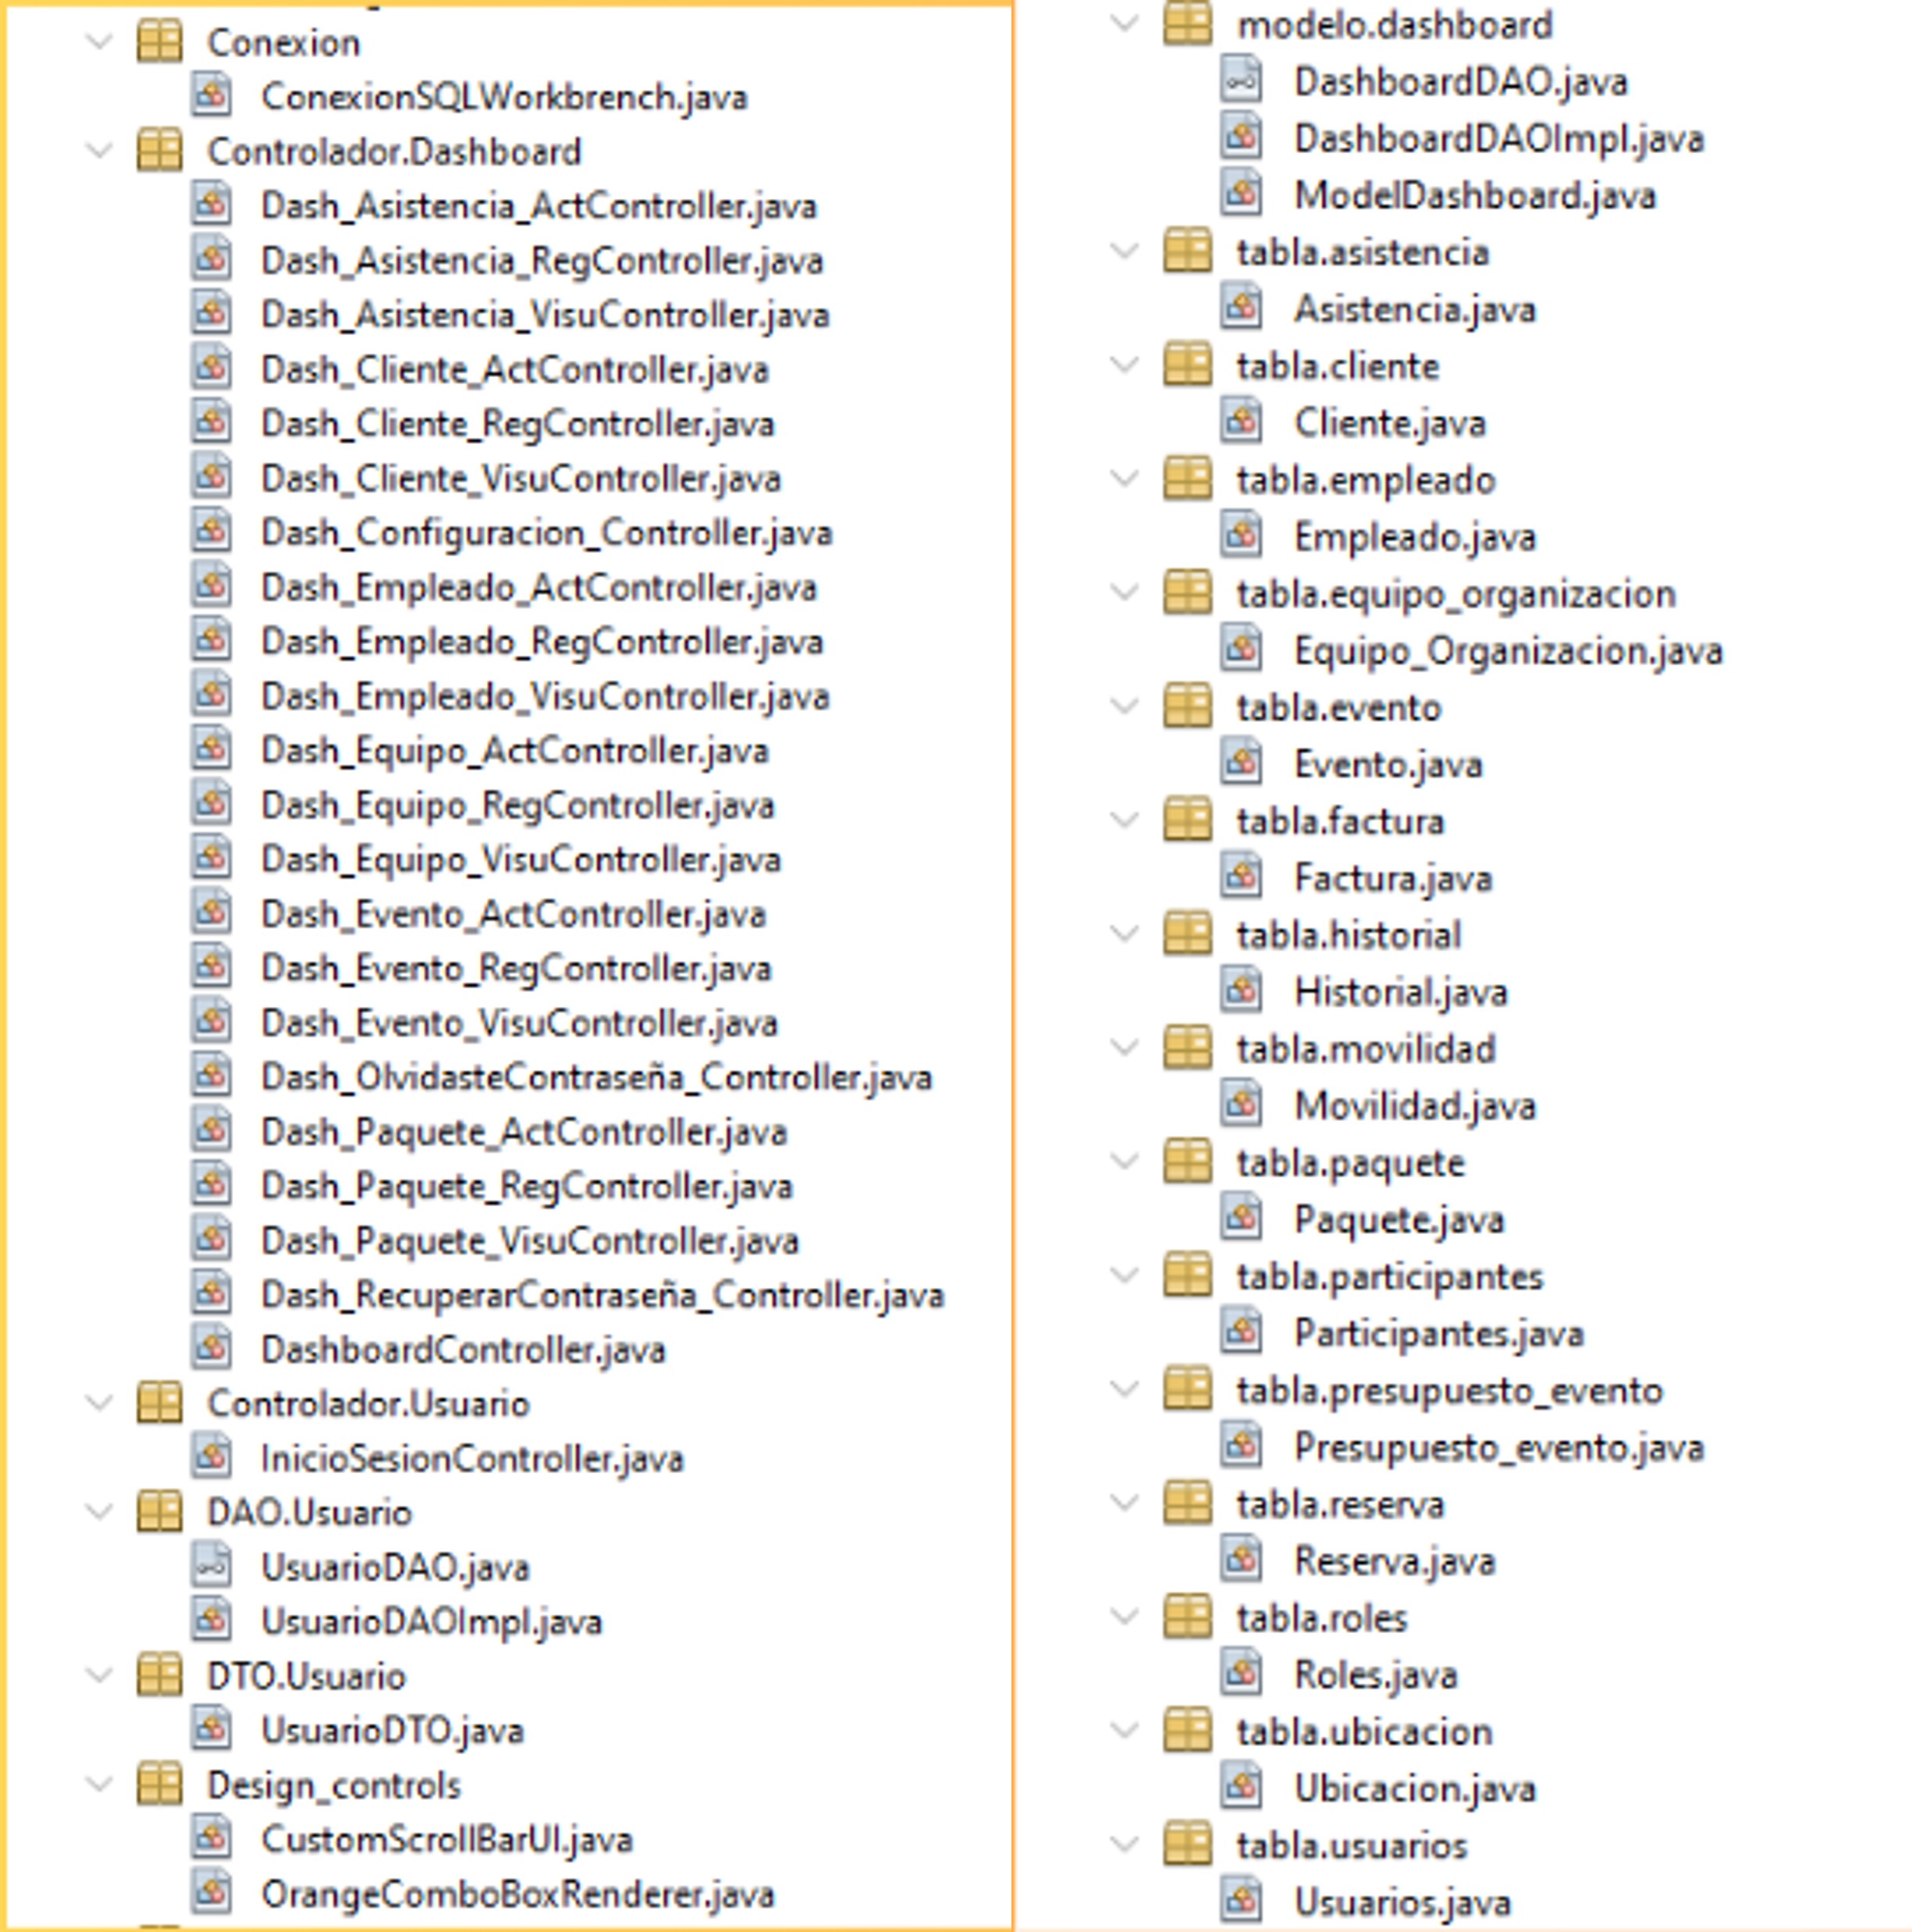 Conexion
ConexionSQLWorkbrench.java
Controlador.Dashboard
Dash_Asistencia_ActController.java
Dash_Asistencia_RegController.java
Dash_Asistencia_VisuController.java
Dash_Cliente_ActController.java
Dash_Cliente_RegController.java
Dash_Cliente_VisuController.java
Dash_Configuracion_Controller.java
Dash_Empleado_ActController.java
Dash_Empleado_RegController.java
Dash_Empleado_VisuController.java
Dash_Equipo_ActController.java
Dash_Equipo_RegController.java
Dash_Equipo_VisuController.java
Dash_Evento_ActController.java
Dash_Evento_RegController.java
Dash_Evento_VisuController.java
Dash_OlvidasteContraseña_Controller.java
Dash_Paquete_ActController.java
Dash_Paquete_RegController.java
Dash_Paquete_VisuController.java
Dash_RecuperarContraseña_Controller.java
DashboardController.java
Controlador.Usuario
InicioSesionController.java
DAO.Usuario
UsuarioDAO.java
UsuarioDAOImpl.java
DTO.Usuario
UsuarioDTO.java
Design_controls
CustomScrollBarUI.java
OrangeComboBoxRenderer.java
modelo.dashboard
DashboardDAO.java
DashboardDAOImpl.java
ModelDashboard.java
tabla.asistencia
Asistencia.java
tabla.cliente
Cliente.java
tabla.empleado
Empleado.java
tabla.equipo_organizacion
Equipo_Organizacion.java
tabla.evento
Evento.java
tabla.factura
Factura.java
tabla.historial
Historial.java
tabla.movilidad
Movilidad.java
tabla.paquete
Paquete.java
tabla.participantes
Participantes.java
tabla.presupuesto_evento
Presupuesto_evento.java
tabla.reserva
Reserva.java
tabla.roles
Roles.java
tabla.ubicacion
Ubicacion.java
tabla.usuarios
Usuarios.java